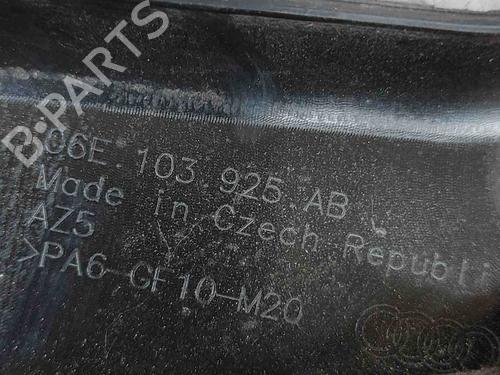 B-PARTS
06E.103.925.AB
Made in Czech Republi
AZ5
>PA6-GF10-M20